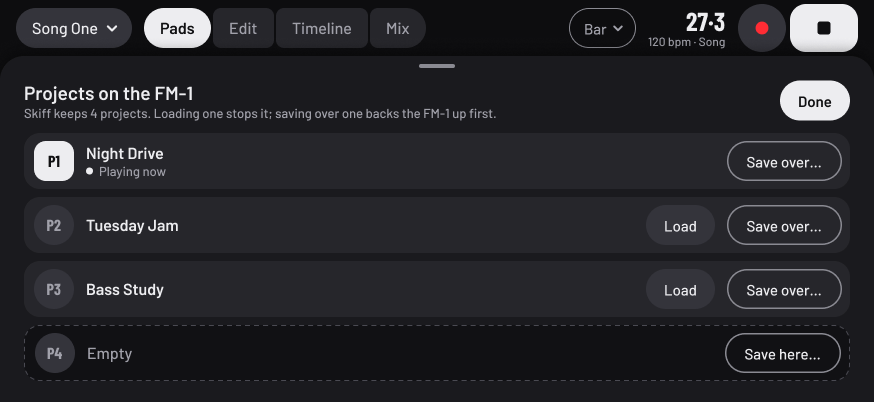 Song One
Pads
Edit
Timeline
Mix
Bar
27·3
120 bpm · Song
Projects on the FM-1
Skiff keeps 4 projects. Loading one stops it; saving over one backs the FM-1 up first.
Done
P1
Night Drive
Playing now
Save over...
P2
Tuesday Jam
Load
Save over...
P3
Bass Study
Load
Save over...
P4
Empty
Save here...